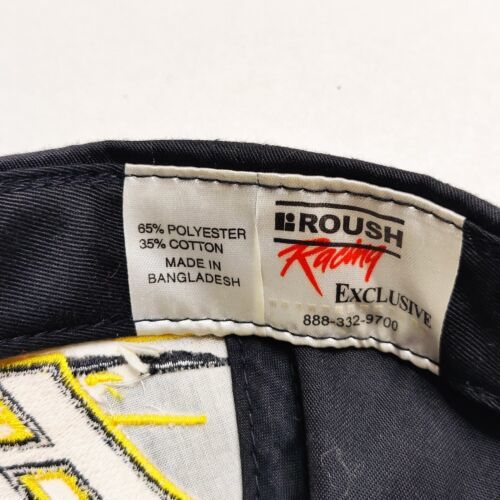 65% POLYESTER
35% COTTON
MADE IN
BANGLADESH
ROUSH
Racing
EXCLUSIVE
888-332-9700